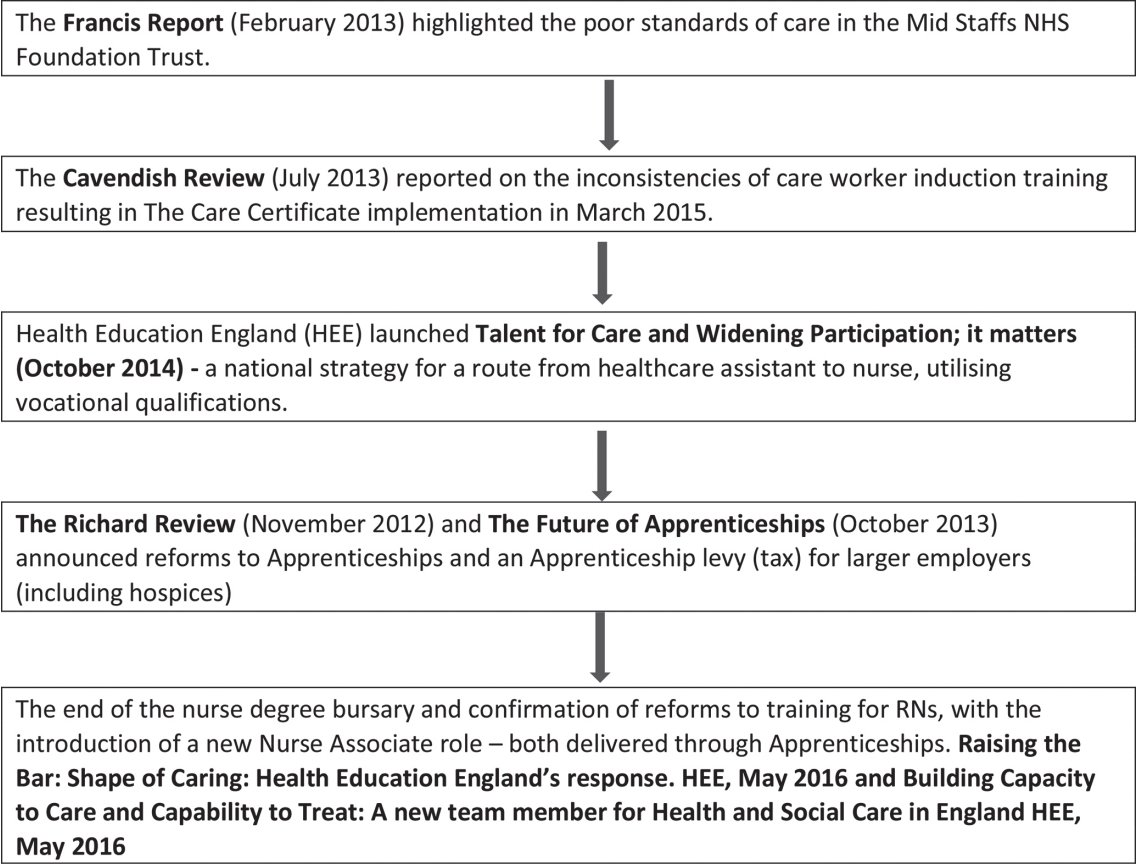 The Francis Report (February 2013) highlighted the poor standards of care in the Mid Staffs NHS
Foundation Trust.
The Cavendish Review (July 2013) reported on the inconsistencies of care worker induction training
resulting in The Care Certificate implementation in March 2015.
Health Education England (HEE) launched Talent for Care and Widening Participation; it matters
(October 2014) - a national strategy for a route from healthcare assistant to nurse, utilising
vocational qualifications.
The Richard Review (November 2012) and The Future of Apprenticeships (October 2013)
announced reforms to Apprenticeships and an Apprenticeship levy (tax) for larger employers
(including hospices)
The end of the nurse degree bursary and confirmation of reforms to training for RNs, with the
introduction of a new Nurse Associate role – both delivered through Apprenticeships. Raising the
Bar: Shape of Caring: Health Education England’s response. HEE, May 2016 and Building Capacity
to Care and Capability to Treat: A new team member for Health and Social Care in England HEE,
May 2016